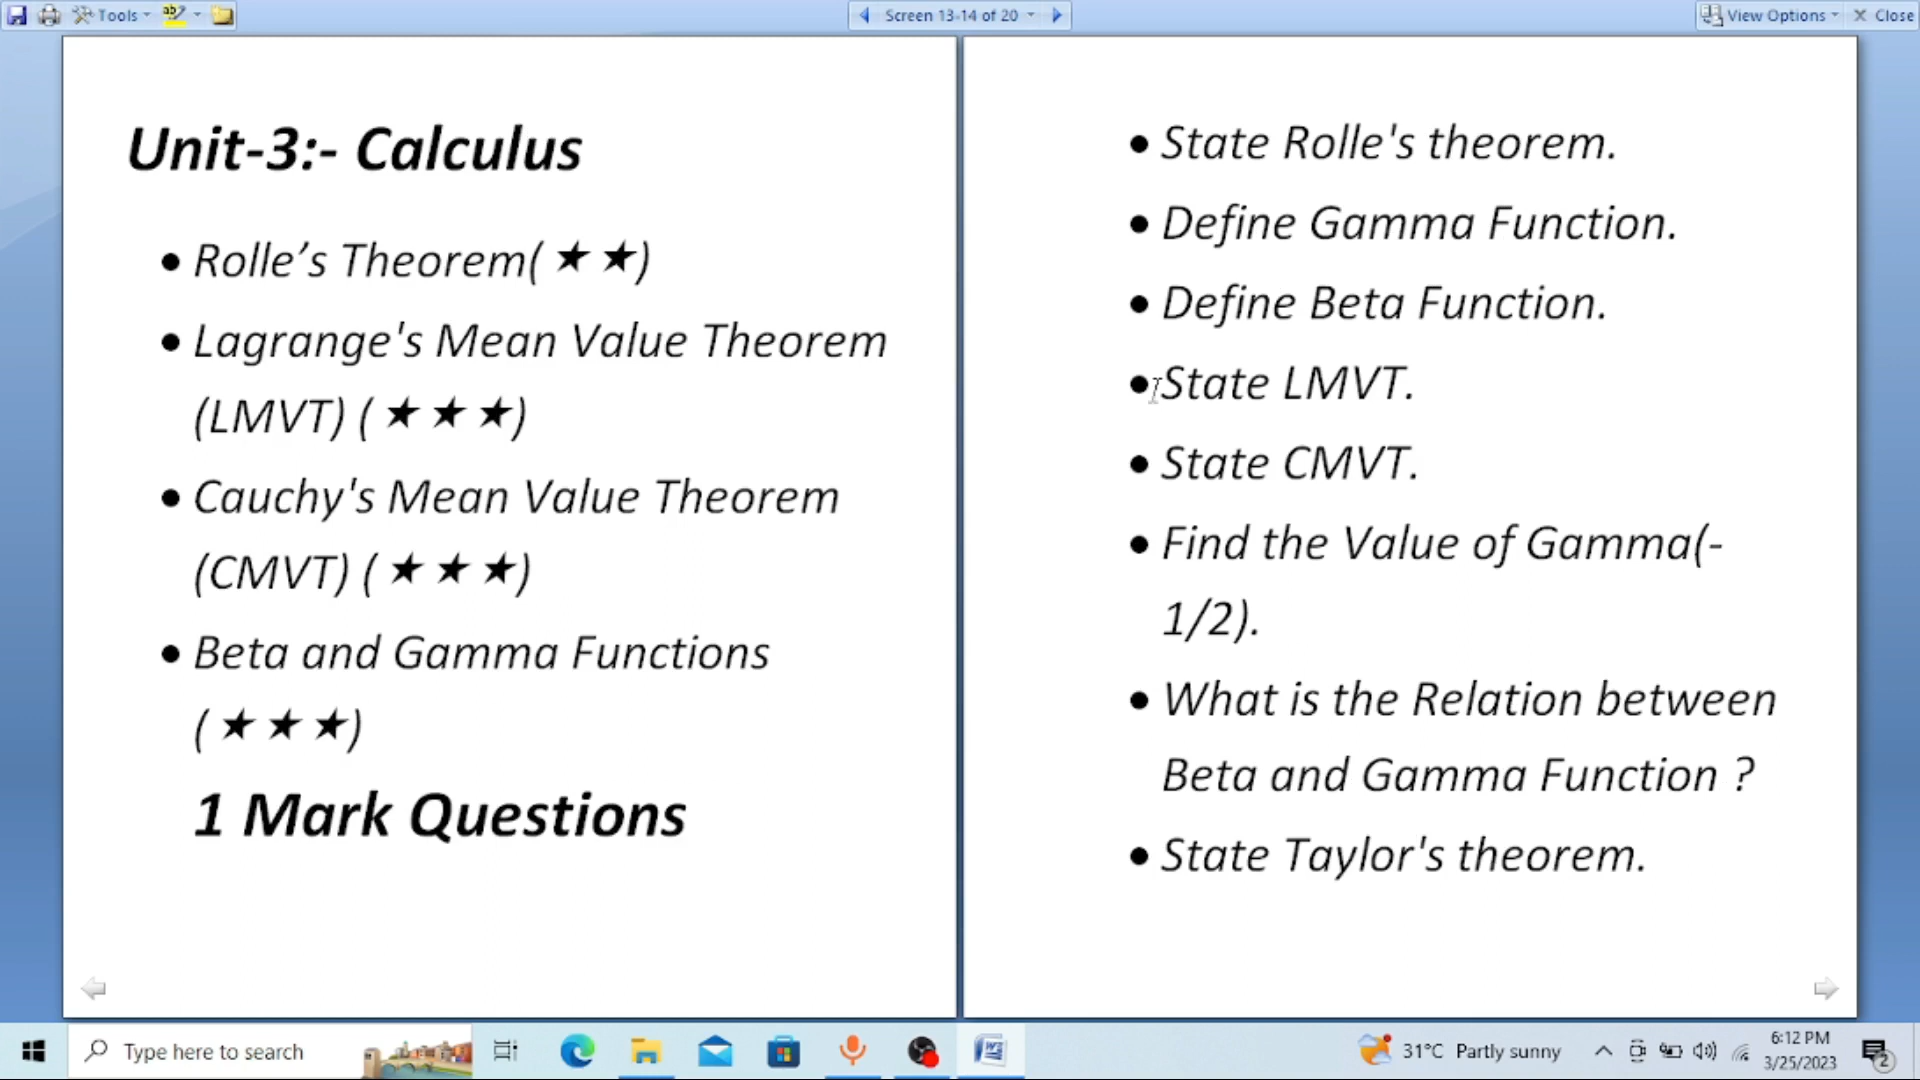 Tools
Screen 13-14 of 20
View Options
Close
Unit-3:- Calculus
• Rolle’s Theorem( ★ ★)
• Lagrange's Mean Value Theorem
(LMVT) ( ★ ★ ★)
• Cauchy's Mean Value Theorem
(CMVT) ( ★ ★ ★)
• Beta and Gamma Functions
( ★ ★ ★)
1 Mark Questions
• State Rolle's theorem.
• Define Gamma Function.
• Define Beta Function.
• State LMVT.
• State CMVT.
• Find the Value of Gamma(-
1/2).
• What is the Relation between
Beta and Gamma Function ?
• State Taylor's theorem.
Type here to search
31°C Partly sunny
6:12 PM
3/25/2023
2